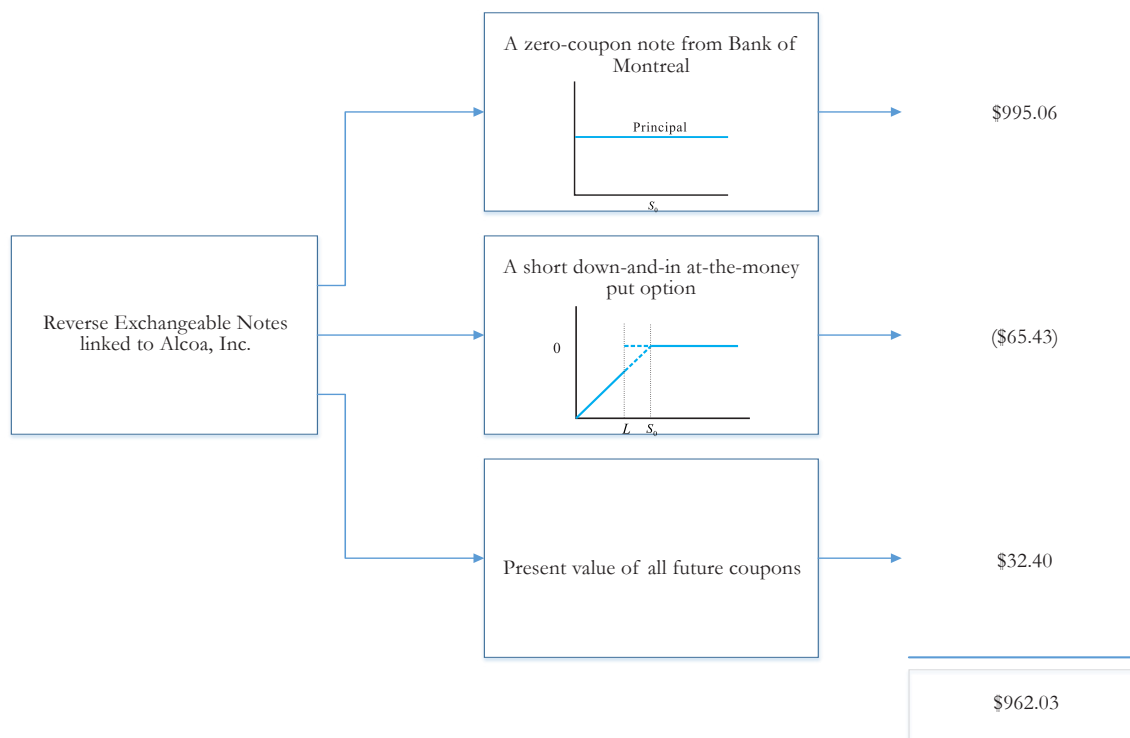 A zero-coupon note from Bank of
Montreal
Principal
S₀
$995.06
Reverse Exchangeable Notes
linked to Alcoa, Inc.
A short down-and-in at-the-money
put option
0
L S₀
($65.43)
Present value of all future coupons
$32.40
$962.03